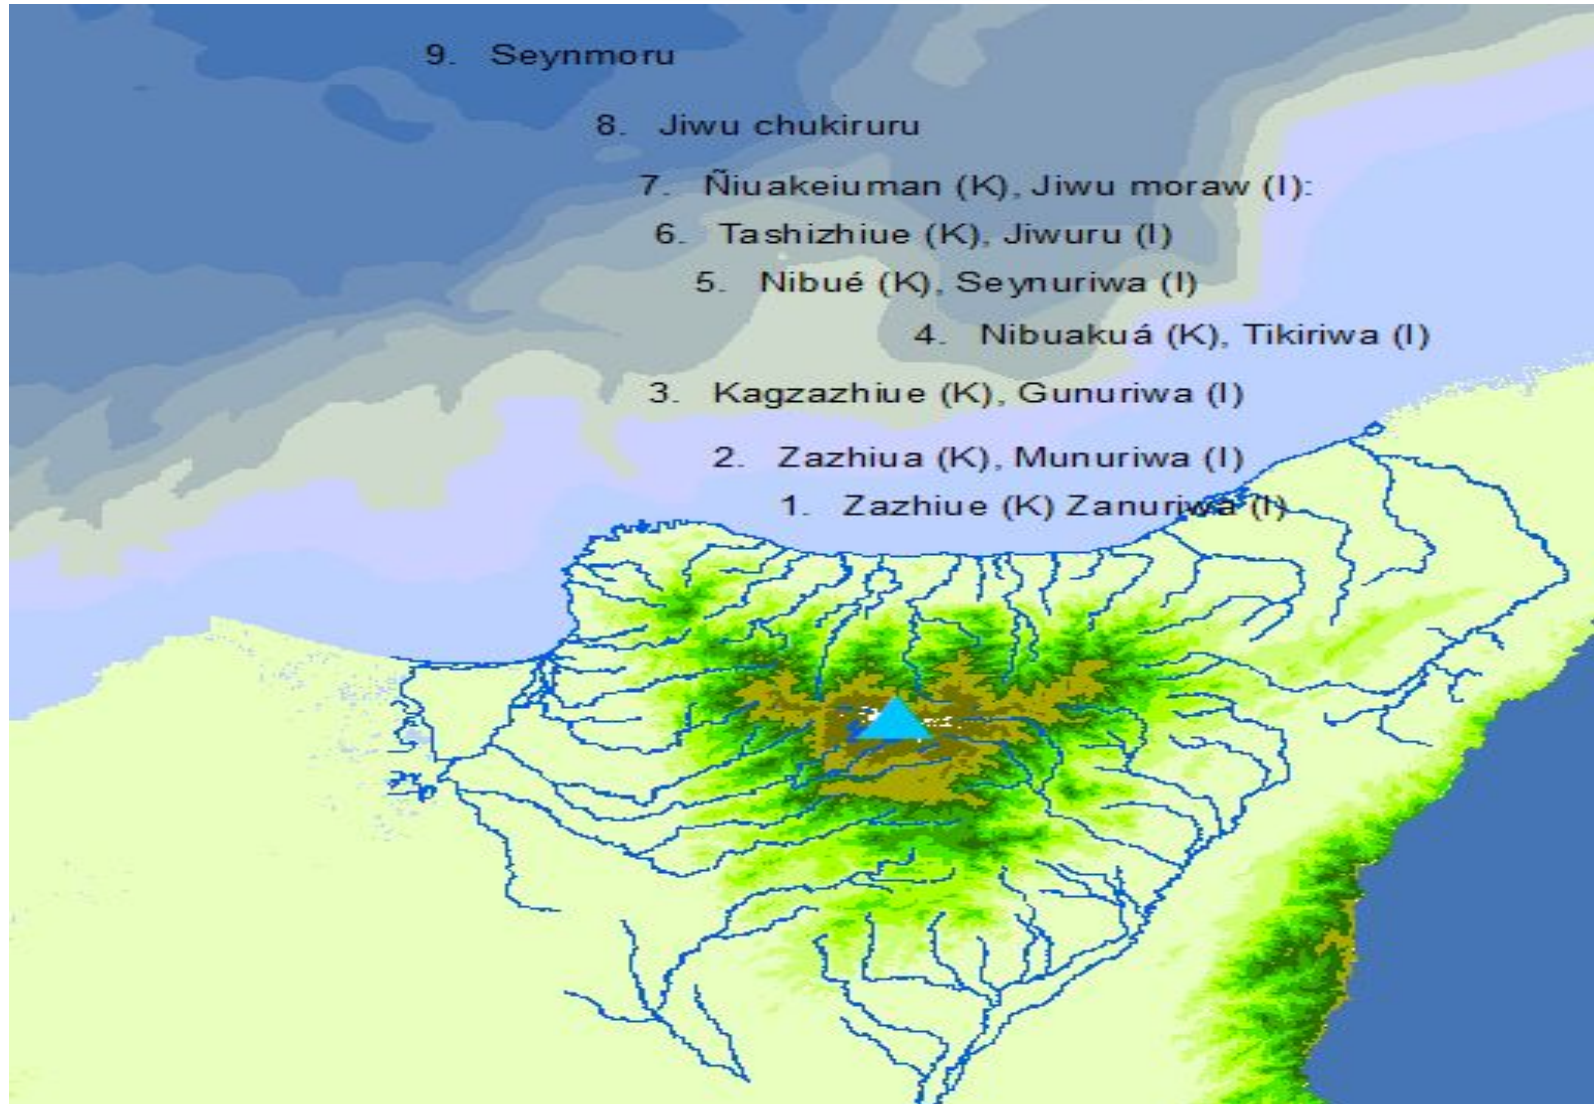 9. Seynmoru
8. Jiwu chukiruru
7. Ñiuakeiuman (K), Jiwu moraw (I):
6. Tashizhiue (K), Jiwuru (I)
5. Nibué (K), Seynuriwa (I)
4. Nibuakuá (K), Tikiriwa (I)
3. Kagzazhiue (K), Gunuriwa (I)
2. Zazhiua (K), Munuriwa (I)
1. Zazhiue (K) Zanuriwa (I)